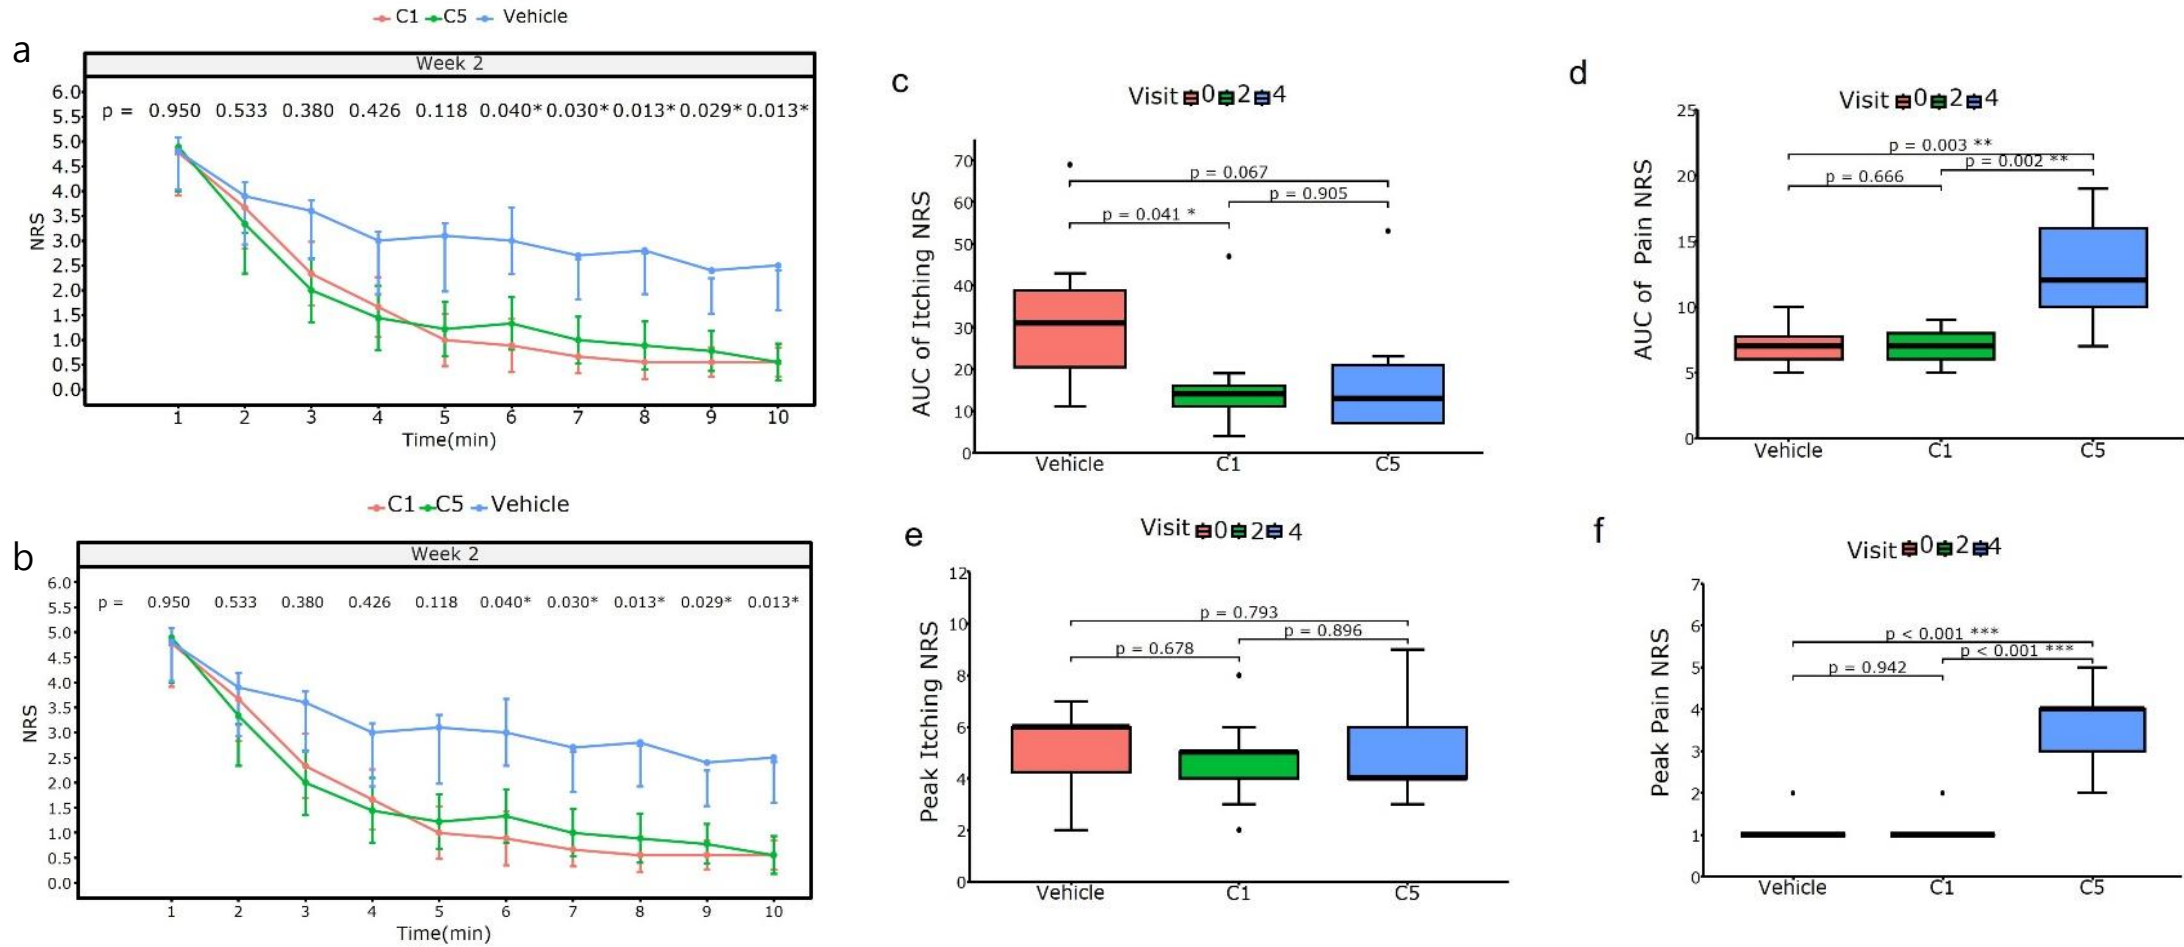 a
C1 C5 Vehicle
Week 2
6.0
5.5
5.0
4.5
4.0
3.5
3.0
2.5
2.0
1.5
1.0
0.5
0.0
NRS
p = 0.950 0.533 0.380 0.426 0.118 0.040* 0.030* 0.013* 0.029* 0.013*
1 2 3 4 5 6 7 8 9 10
Time(min)
b
C1 C5 Vehicle
Week 2
6.0
5.5
5.0
4.5
4.0
3.5
3.0
2.5
2.0
1.5
1.0
0.5
0.0
NRS
p = 0.950 0.533 0.380 0.426 0.118 0.040* 0.030* 0.013* 0.029* 0.013*
1 2 3 4 5 6 7 8 9 10
Time(min)
c
Visit 0 2 4
70
60
50
40
30
20
10
0
AUC of Itching NRS
p = 0.067
p = 0.905
p = 0.041 *
Vehicle C1 C5
d
Visit 0 2 4
25
20
15
10
5
0
AUC of Pain NRS
p = 0.003 **
p = 0.002 **
p = 0.666
Vehicle C1 C5
e
Visit 0 2 4
12
10
8
6
4
2
0
Peak Itching NRS
p = 0.793
p = 0.896
p = 0.678
Vehicle C1 C5
f
Visit 0 2 4
7
6
5
4
3
2
1
0
Peak Pain NRS
p < 0.001 ***
p < 0.001 ***
p = 0.942
Vehicle C1 C5